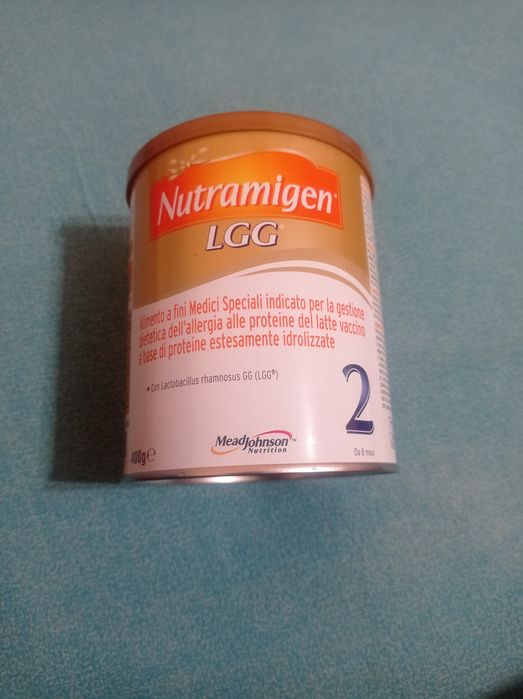 Nutramigen®
LGG®
Alimento a fini Medici Speciali indicato per la gestione
dietetica dell'allergia alle proteine del latte vaccino
a base di proteine estesamente idrolizzate
• Con Lactobacillus rhamnosus GG (LGG®)
2
MeadJohnson™
Nutrition
400g℮
Da 6 mesi